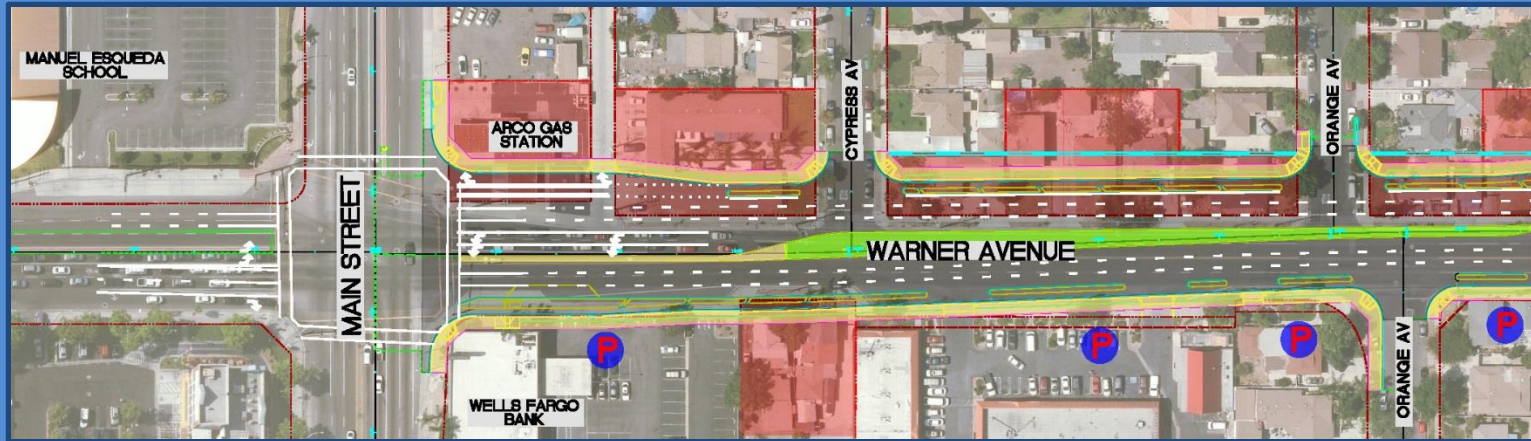 MANUEL ESQUEDA
SCHOOL
ARCO GAS
STATION
CYPRESS AV
ORANGE AV
MAIN STREET
WARNER AVENUE
P
P
P
P
WELLS FARGO
BANK
ORANGE AV